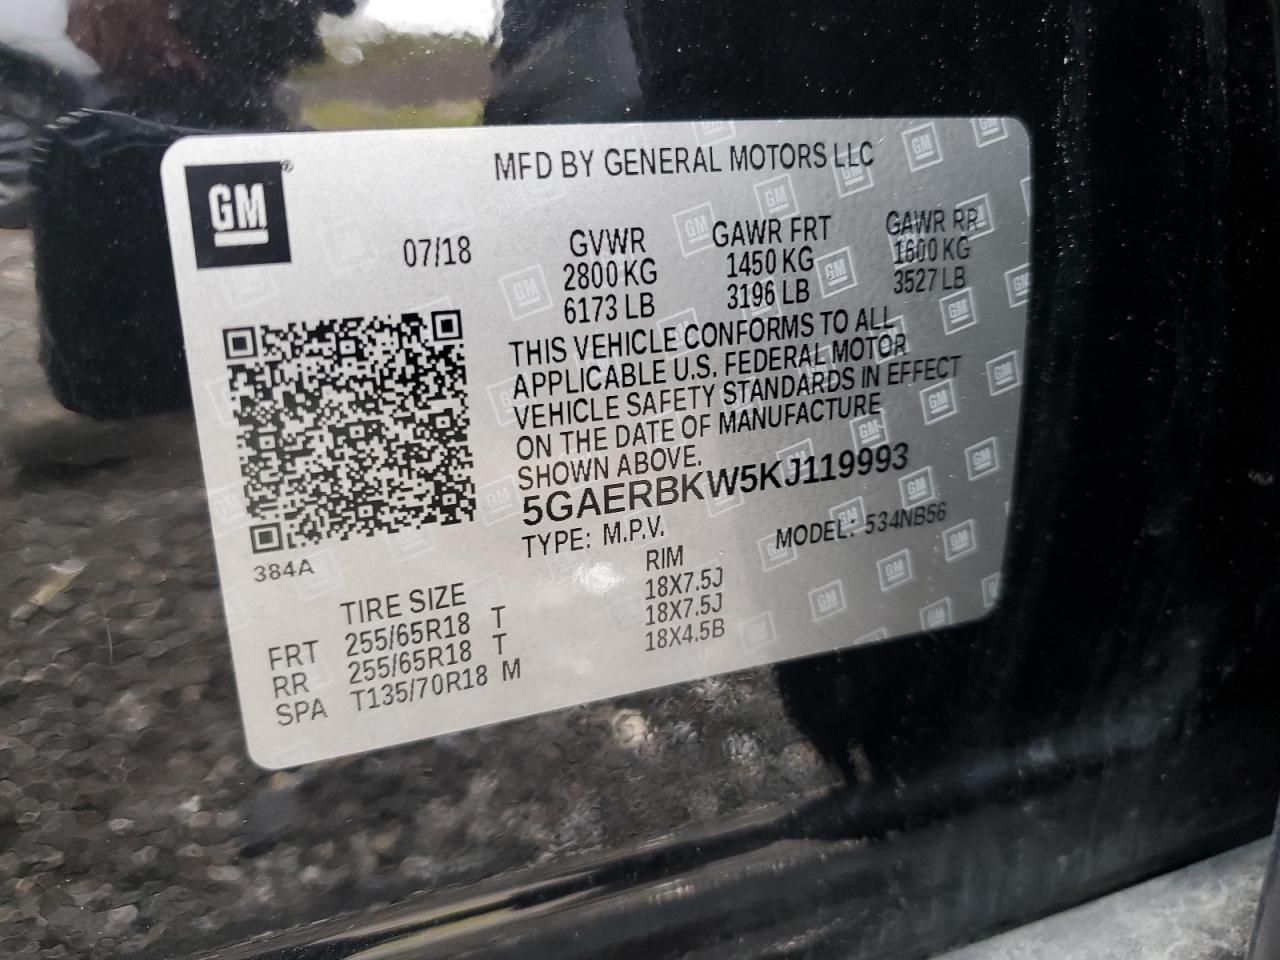 GM ®
MFD BY GENERAL MOTORS LLC
07/18
GVWR GAWR FRT GAWR RR
2800 KG 1450 KG 1600 KG
6173 LB 3196 LB 3527 LB
THIS VEHICLE CONFORMS TO ALL
APPLICABLE U.S. FEDERAL MOTOR
VEHICLE SAFETY STANDARDS IN EFFECT
ON THE DATE OF MANUFACTURE
SHOWN ABOVE.
5GAERBKW5KJ119993
TYPE: M.P.V. MODEL: 534NB56
384A
TIRE SIZE RIM
FRT 255/65R18 T 18X7.5J
RR 255/65R18 T 18X7.5J
SPA T135/70R18 M 18X4.5B